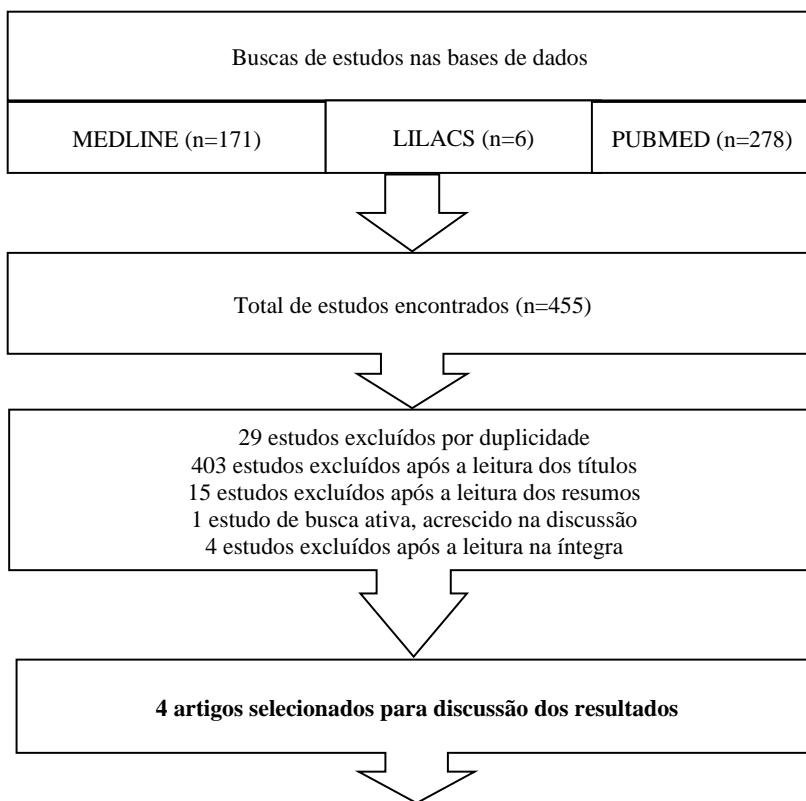 Buscas de estudos nas bases de dados
MEDLINE (n=171)
LILACS (n=6)
PUBMED (n=278)
Total de estudos encontrados (n=455)
29 estudos excluídos por duplicidade
403 estudos excluídos após a leitura dos títulos
15 estudos excluídos após a leitura dos resumos
1 estudo de busca ativa, acrescido na discussão
4 estudos excluídos após a leitura na íntegra
4 artigos selecionados para discussão dos resultados